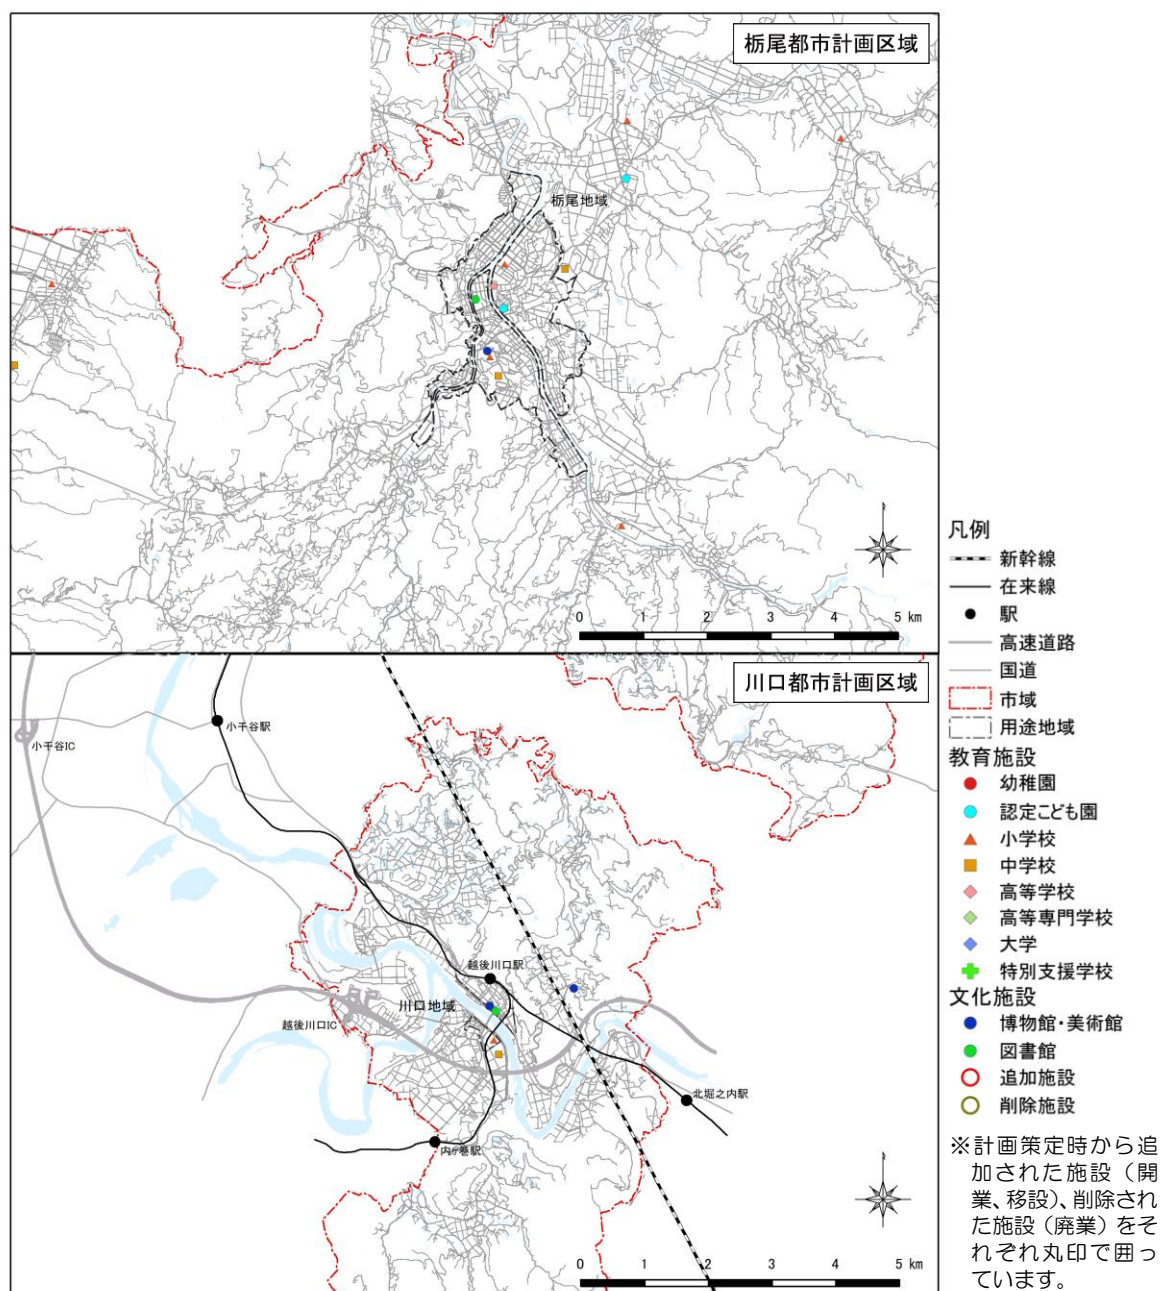 栃尾都市計画区域
栃尾地域
0 1 2 3 4 5 km
川口都市計画区域
小千谷駅
小千谷IC
越後川口駅
川口地域
越後川口IC
北堀之内駅
内ヶ巻駅
0 1 2 3 4 5 km
凡例
新幹線
在来線
駅
高速道路
国道
市域
用途地域
教育施設
幼稚園
認定こども園
小学校
中学校
高等学校
高等専門学校
大学
特別支援学校
文化施設
博物館・美術館
図書館
追加施設
削除施設
※計画策定時から追
加された施設（開
業、移設）、削除され
た施設（廃業）をそ
れぞれ丸印で囲っ
ています。